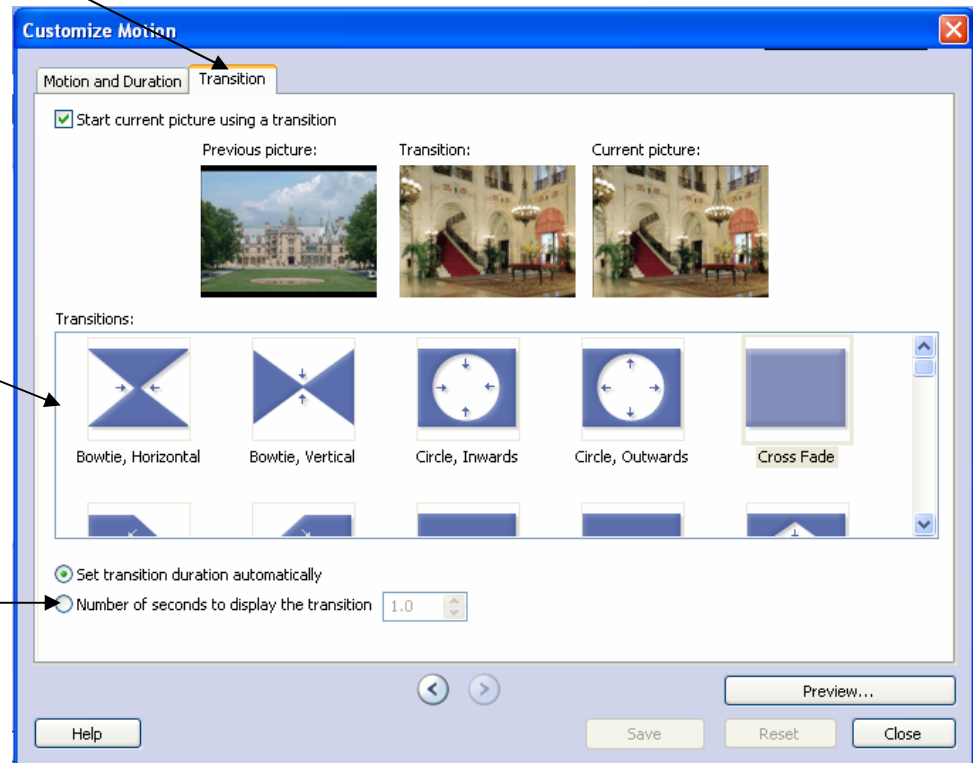 Customize Motion
Motion and Duration Transition
Start current picture using a transition
Previous picture: Transition: Current picture:
Transitions:
Bowtie, Horizontal Bowtie, Vertical Circle, Inwards Circle, Outwards Cross Fade
Set transition duration automatically
Number of seconds to display the transition 1.0
Preview...
Help Save Reset Close